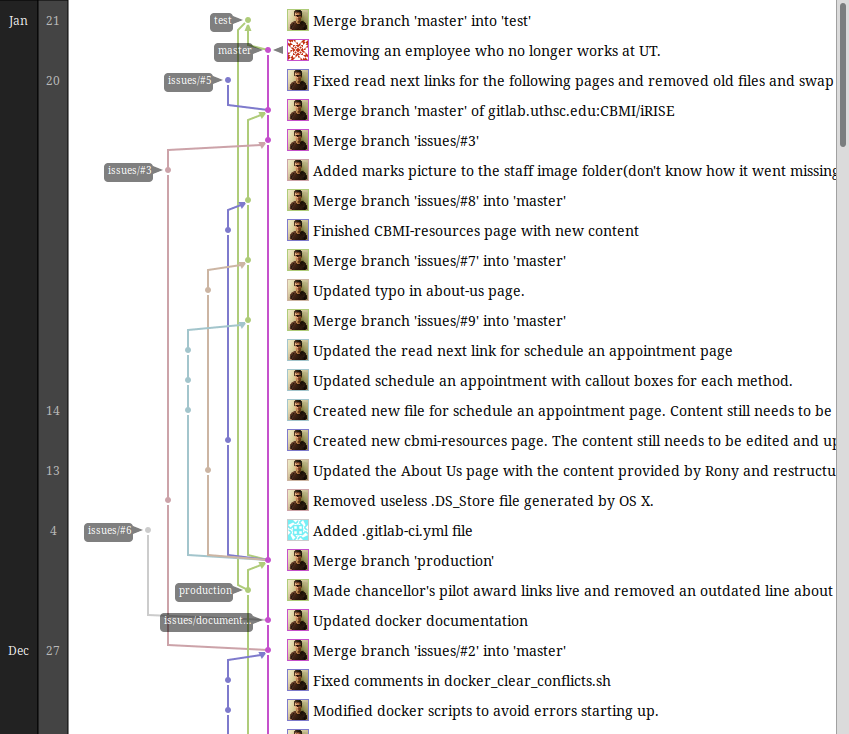 Jan 21 test Merge branch 'master' into 'test'
master Removing an employee who no longer works at UT.
20 issues/#5 Fixed read next links for the following pages and removed old files and swap
Merge branch 'master' of gitlab.uthsc.edu:CBMI/iRISE
Merge branch 'issues/#3'
issues/#3 Added marks picture to the staff image folder(don't know how it went missing
Merge branch 'issues/#8' into 'master'
Finished CBMI-resources page with new content
Merge branch 'issues/#7' into 'master'
Updated typo in about-us page.
Merge branch 'issues/#9' into 'master'
Updated the read next link for schedule an appointment page
Updated schedule an appointment with callout boxes for each method.
14 Created new file for schedule an appointment page. Content still needs to be
Created new cbmi-resources page. The content still needs to be edited and up
13 Updated the About Us page with the content provided by Rony and restructu
Removed useless .DS_Store file generated by OS X.
4 issues/#6 Added .gitlab-ci.yml file
Merge branch 'production'
production Made chancellor's pilot award links live and removed an outdated line about
issues/document... Updated docker documentation
Dec 27 Merge branch 'issues/#2' into 'master'
Fixed comments in docker_clear_conflicts.sh
Modified docker scripts to avoid errors starting up.